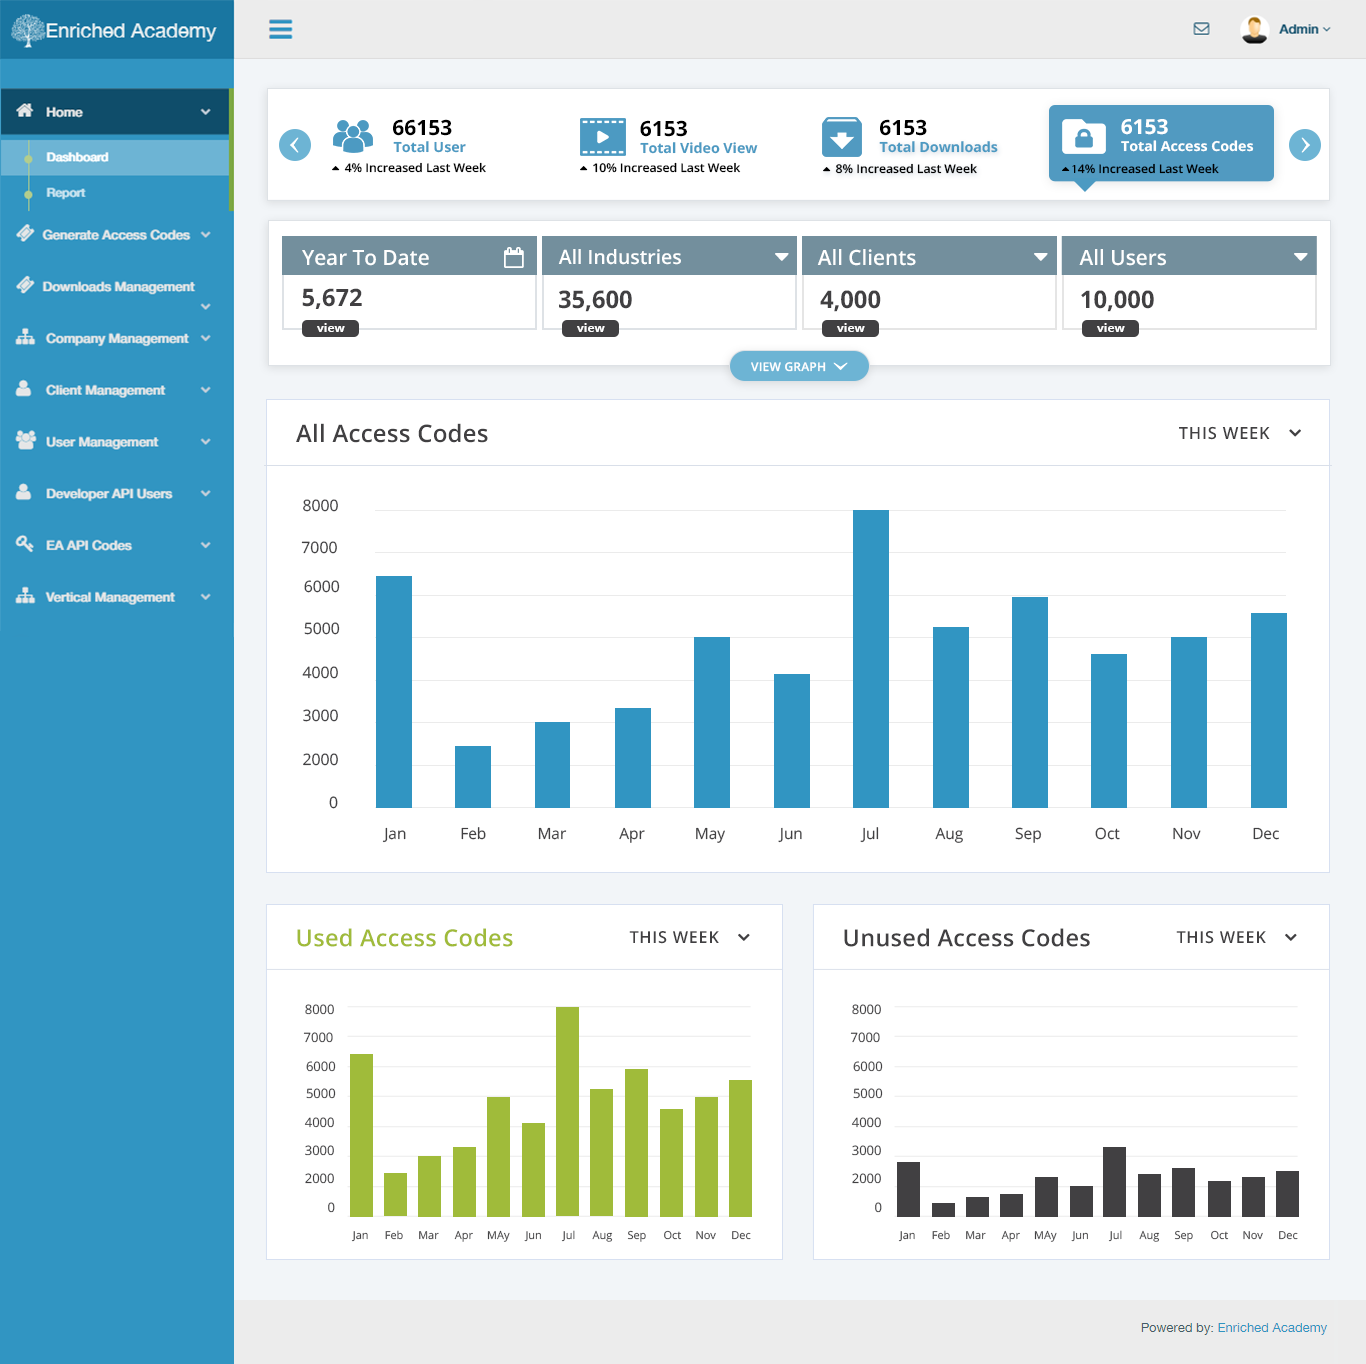 Enriched Academy
Admin
Home
Dashboard
Report
Generate Access Codes
Downloads Management
Company Management
Client Management
User Management
Developer API Users
EA API Codes
Vertical Management
66153
Total User
4% Increased Last Week
6153
Total Video View
10% Increased Last Week
6153
Total Downloads
8% Increased Last Week
6153
Total Access Codes
14% Increased Last Week
Year To Date
5,672
view
All Industries
35,600
view
All Clients
4,000
view
All Users
10,000
view
VIEW GRAPH
All Access Codes
THIS WEEK
8000
7000
6000
5000
4000
3000
2000
0
Jan Feb Mar Apr May Jun Jul Aug Sep Oct Nov Dec
Used Access Codes
THIS WEEK
8000
7000
6000
5000
4000
3000
2000
0
Jan Feb Mar Apr MAy Jun Jul Aug Sep Oct Nov Dec
Unused Access Codes
THIS WEEK
8000
7000
6000
5000
4000
3000
2000
0
Jan Feb Mar Apr MAy Jun Jul Aug Sep Oct Nov Dec
Powered by: Enriched Academy